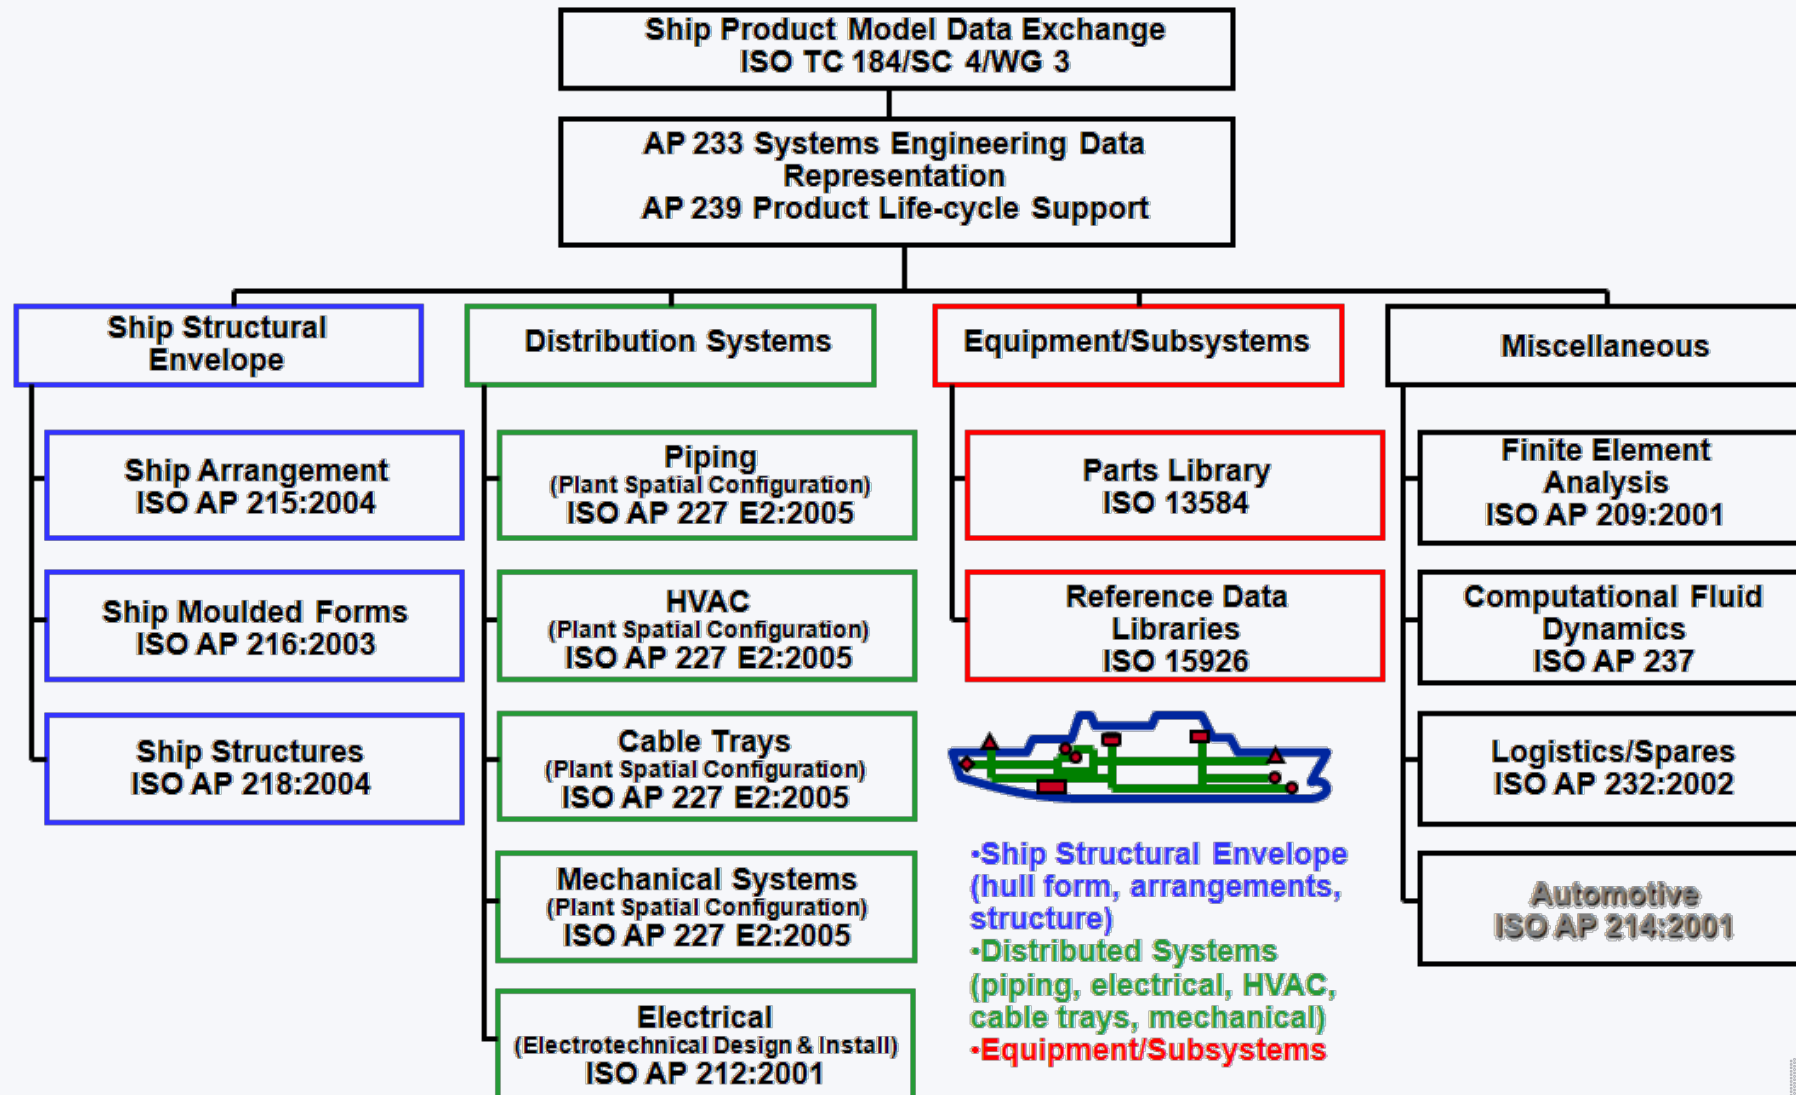 Ship Product Model Data Exchange
ISO TC 184/SC 4/WG 3
AP 233 Systems Engineering Data
Representation
AP 239 Product Life-cycle Support
Ship Structural
Envelope
Ship Arrangement
ISO AP 215:2004
Ship Moulded Forms
ISO AP 216:2003
Ship Structures
ISO AP 218:2004
Distribution Systems
Piping
(Plant Spatial Configuration)
ISO AP 227 E2:2005
HVAC
(Plant Spatial Configuration)
ISO AP 227 E2:2005
Cable Trays
(Plant Spatial Configuration)
ISO AP 227 E2:2005
Mechanical Systems
(Plant Spatial Configuration)
ISO AP 227 E2:2005
Electrical
(Electrotechnical Design & Install)
ISO AP 212:2001
Equipment/Subsystems
Parts Library
ISO 13584
Reference Data
Libraries
ISO 15926
•Ship Structural Envelope
(hull form, arrangements,
structure)
•Distributed Systems
(piping, electrical, HVAC,
cable trays, mechanical)
•Equipment/Subsystems
Miscellaneous
Finite Element
Analysis
ISO AP 209:2001
Computational Fluid
Dynamics
ISO AP 237
Logistics/Spares
ISO AP 232:2002
Automotive
ISO AP 214:2001